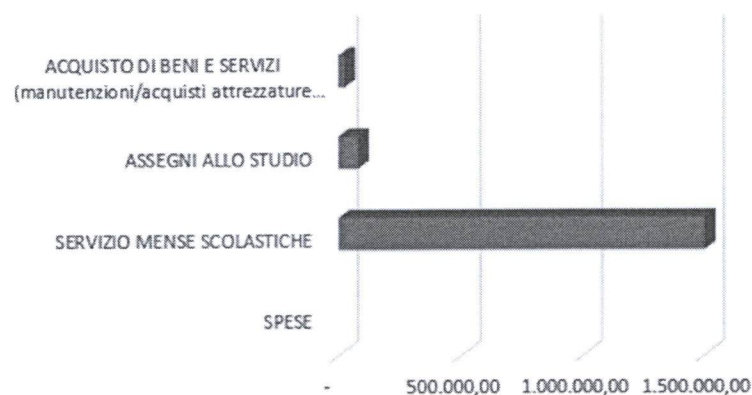 ACQUISTO DI BENI E SERVIZI
(manutenzioni/acquisti attrezzature...
ASSEGNI ALLO STUDIO
SERVIZIO MENSE SCOLASTICHE
SPESE
- 500.000,00 1.000.000,00 1.500.000,00